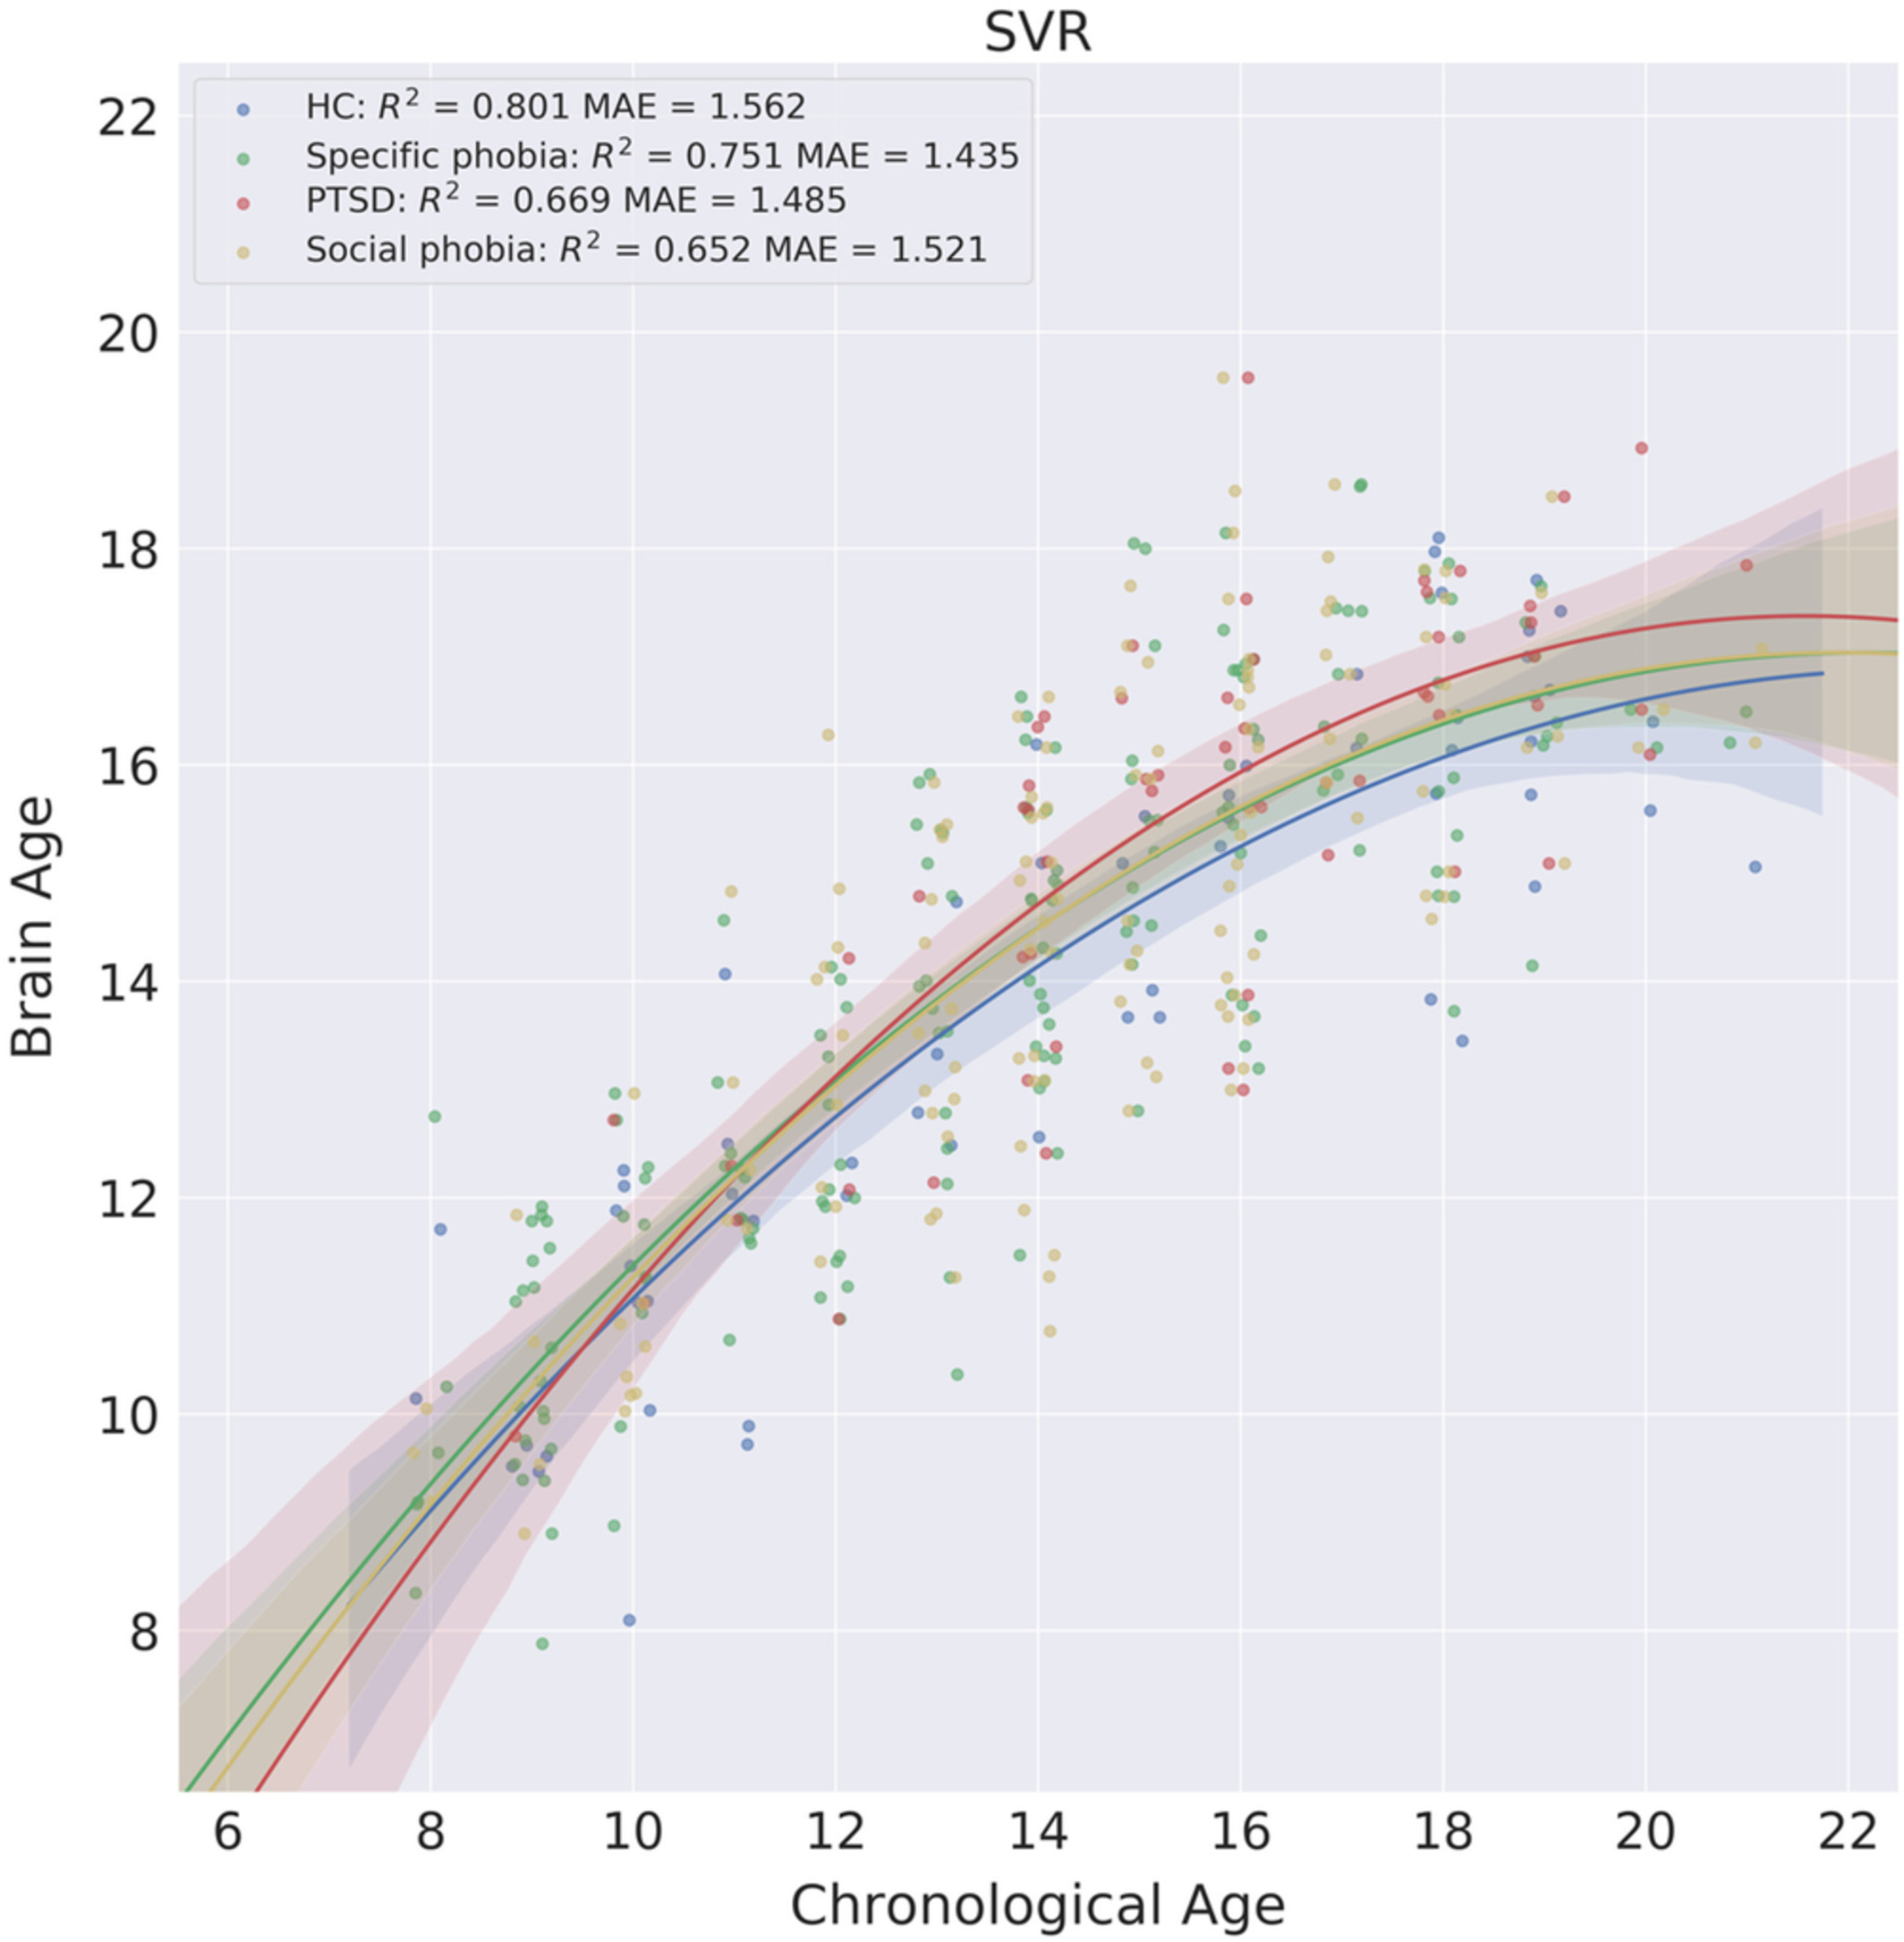 SVR
HC: R² = 0.801 MAE = 1.562
Specific phobia: R² = 0.751 MAE = 1.435
PTSD: R² = 0.669 MAE = 1.485
Social phobia: R² = 0.652 MAE = 1.521
22
20
18
16
14
12
10
8
Brain Age
6 8 10 12 14 16 18 20 22
Chronological Age